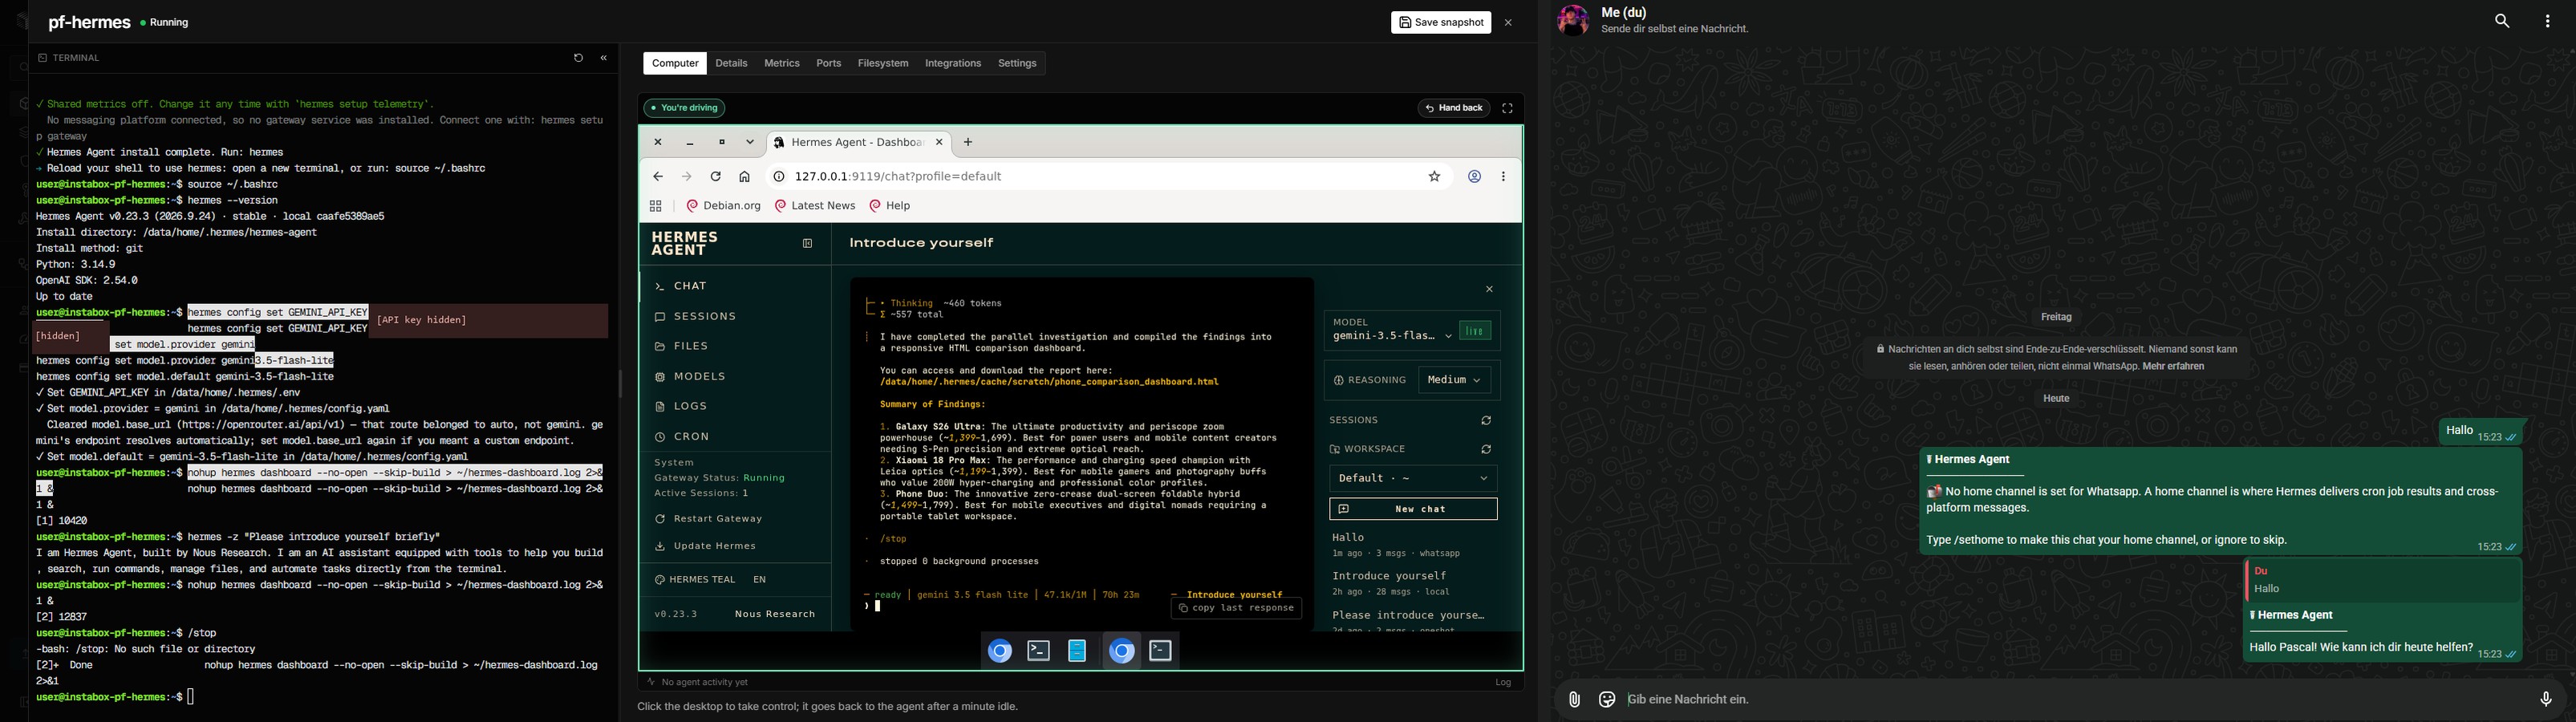 pf-hermes
Running
Save snapshot
TERMINAL
✓ Shared metrics off. Change it any time with 'hermes setup telemetry'.
No messaging platform connected, so no gateway service was installed. Connect one with: hermes setu
p gateway
✓ Hermes Agent install complete. Run: hermes
→ Reload your shell to use hermes: open a new terminal, or run: source ~/.bashrc
user@instabox-pf-hermes:~$ source ~/.bashrc
user@instabox-pf-hermes:~$ hermes --version
Hermes Agent v0.23.3 (2026.9.24) · stable · local caafe5389ae5
Install directory: /data/home/.hermes/hermes-agent
Install method: git
Python: 3.14.9
OpenAI SDK: 2.54.0
Up to date
user@instabox-pf-hermes:~$ hermes config set GEMINI_API_KEY
[API key hidden]
hermes config set GEMINI_API_KEY
[hidden]
set model.provider gemini
hermes config set model.provider gemini3.5-flash-lite
hermes config set model.default gemini-3.5-flash-lite
✓ Set GEMINI_API_KEY in /data/home/.hermes/.env
✓ Set model.provider = gemini in /data/home/.hermes/config.yaml
Cleared model.base_url (https://openrouter.ai/api/v1) — that route belonged to auto, not gemini. ge
mini's endpoint resolves automatically; set model.base_url again if you meant a custom endpoint.
✓ Set model.default = gemini-3.5-flash-lite in /data/home/.hermes/config.yaml
user@instabox-pf-hermes:~$ nohup hermes dashboard --no-open --skip-build > ~/hermes-dashboard.log 2>&
1 & nohup hermes dashboard --no-open --skip-build > ~/hermes-dashboard.log 2>&
1 &
[1] 10420
user@instabox-pf-hermes:~$ hermes -z "Please introduce yourself briefly"
I am Hermes Agent, built by Nous Research. I am an AI assistant equipped with tools to help you build
, search, run commands, manage files, and automate tasks directly from the terminal.
user@instabox-pf-hermes:~$ nohup hermes dashboard --no-open --skip-build > ~/hermes-dashboard.log 2>&
1 &
[2] 12837
user@instabox-pf-hermes:~$ /stop
-bash: /stop: No such file or directory
[2]+ Done nohup hermes dashboard --no-open --skip-build > ~/hermes-dashboard.log
2>&1
user@instabox-pf-hermes:~$
Computer
Details
Metrics
Ports
Filesystem
Integrations
Settings
You're driving
Hand back
Hermes Agent - Dashboa
127.0.0.1:9119/chat?profile=default
Debian.org
Latest News
Help
HERMES
AGENT
CHAT
SESSIONS
FILES
MODELS
LOGS
CRON
System
Gateway Status: Running
Active Sessions: 1
Restart Gateway
Update Hermes
HERMES TEAL
EN
v0.23.3
Nous Research
Introduce yourself
• Thinking ~460 tokens
Σ ~557 total
I have completed the parallel investigation and compiled the findings into
a responsive HTML comparison dashboard.
You can access and download the report here:
/data/home/.hermes/cache/scratch/phone_comparison_dashboard.html
Summary of Findings:
1. Galaxy S26 Ultra: The ultimate productivity and periscope zoom
powerhouse (~1,399–1,699). Best for power users and mobile content creators
needing S-Pen precision and extreme optical reach.
2. Xiaomi 18 Pro Max: The performance and charging speed champion with
Leica optics (~1,199–1,399). Best for mobile gamers and photography buffs
who value 200W hyper-charging and professional color profiles.
3. Phone Duo: The innovative zero-crease dual-screen foldable hybrid
(~1,499–1,799). Best for mobile executives and digital nomads requiring a
portable tablet workspace.
· /stop
· stopped 0 background processes
─ ready │ gemini 3.5 flash lite │ 47.1k/1M │ 70h 23m ─ Introduce yourself
copy last response
MODEL
gemini-3.5-flas…
live
REASONING
Medium
SESSIONS
WORKSPACE
Default · ~
New chat
Hallo
1m ago · 3 msgs · whatsapp
Introduce yourself
2h ago · 28 msgs · local
Please introduce yourse…
2d ago · 2 msgs · oneshot
No agent activity yet
Log
Click the desktop to take control; it goes back to the agent after a minute idle.
Me (du)
Sende dir selbst eine Nachricht.
Freitag
Nachrichten an dich selbst sind Ende-zu-Ende-verschlüsselt. Niemand sonst kann
sie lesen, anhören oder teilen, nicht einmal WhatsApp. Mehr erfahren
Heute
Hallo
15:23
Hermes Agent
No home channel is set for Whatsapp. A home channel is where Hermes delivers cron job results and cross-
platform messages.
Type /sethome to make this chat your home channel, or ignore to skip.
15:23
Du
Hallo
Hermes Agent
Hallo Pascal! Wie kann ich dir heute helfen?
15:23
Gib eine Nachricht ein.